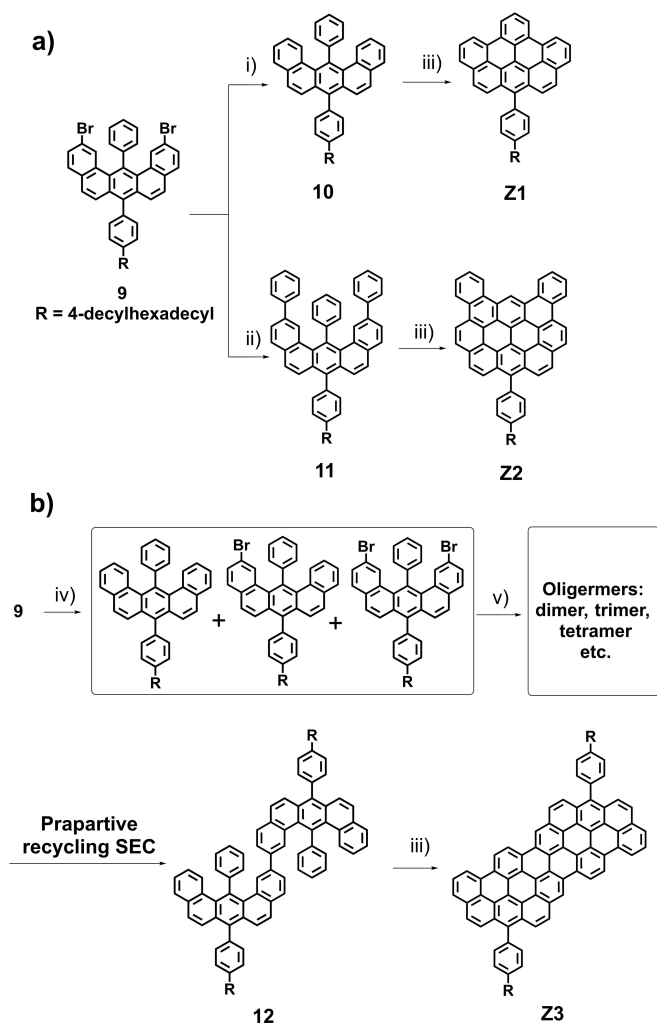 a)
i)
iii)
Br
Br
R
R
R
10
Z1
9
R = 4-decylhexadecyl
ii)
iii)
R
R
11
Z2
b)
9
iv)
Br
Br
Br
+
+
R
R
R
v)
Oligermers:
dimer, trimer,
tetramer
etc.
Prapartive
recycling SEC
R
R
iii)
R
R
12
Z3